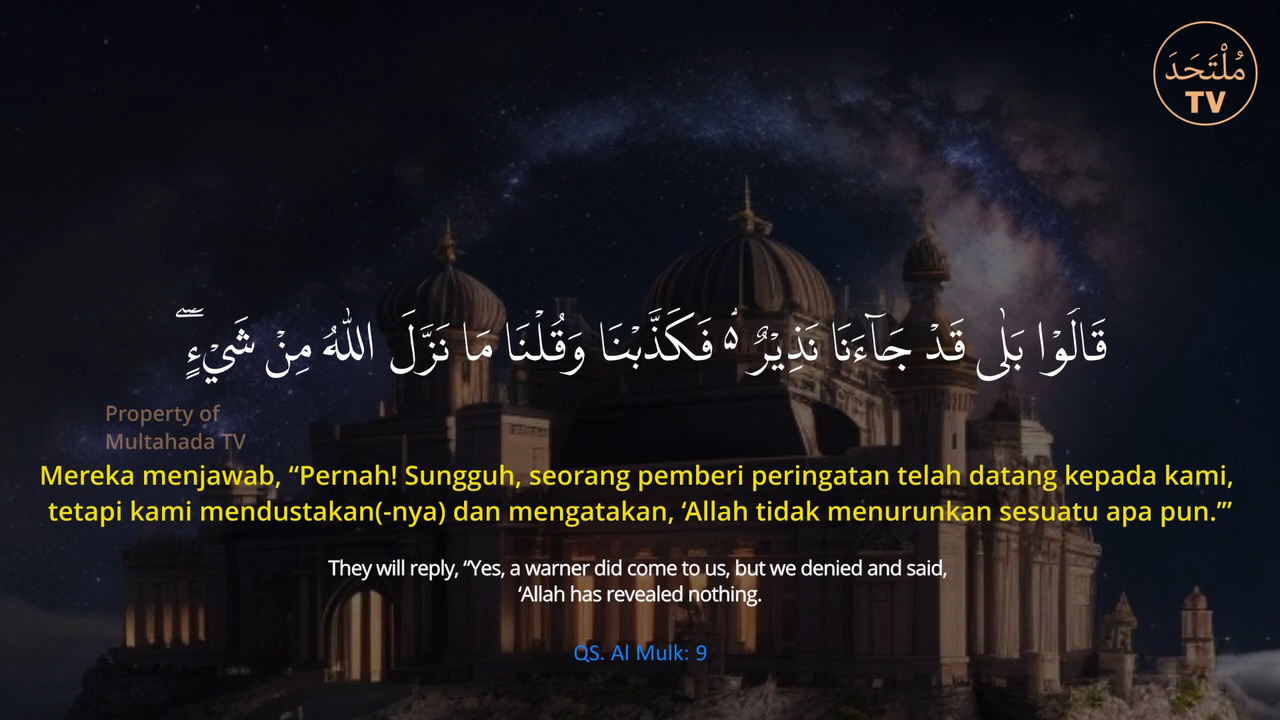 مُلْتَحَدَ
TV
قَالُوْا بَلٰى قَدْ جَاۤءَنَا نَذِيْرٌ ەۙ فَكَذَّبْنَا وَقُلْنَا مَا نَزَّلَ اللّٰهُ مِنْ شَيْءٍۖ
Property of
Multahada TV
Mereka menjawab, “Pernah! Sungguh, seorang pemberi peringatan telah datang kepada kami,
tetapi kami mendustakan(-nya) dan mengatakan, ‘Allah tidak menurunkan sesuatu apa pun.’”
They will reply, “Yes, a warner did come to us, but we denied and said,
‘Allah has revealed nothing.
QS. Al Mulk: 9